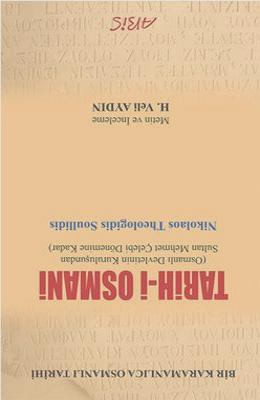 BİR KARAMANLICA OSMANLI TARİHİ
TARİH-İ OSMANİ
(Osmanlı Devletinin Kuruluşundan
Sultan Mehmet Çelebi Dönemine Kadar)
Nikolaos Theologidis Soullidis
Metin ve İnceleme
H. Veli AYDIN